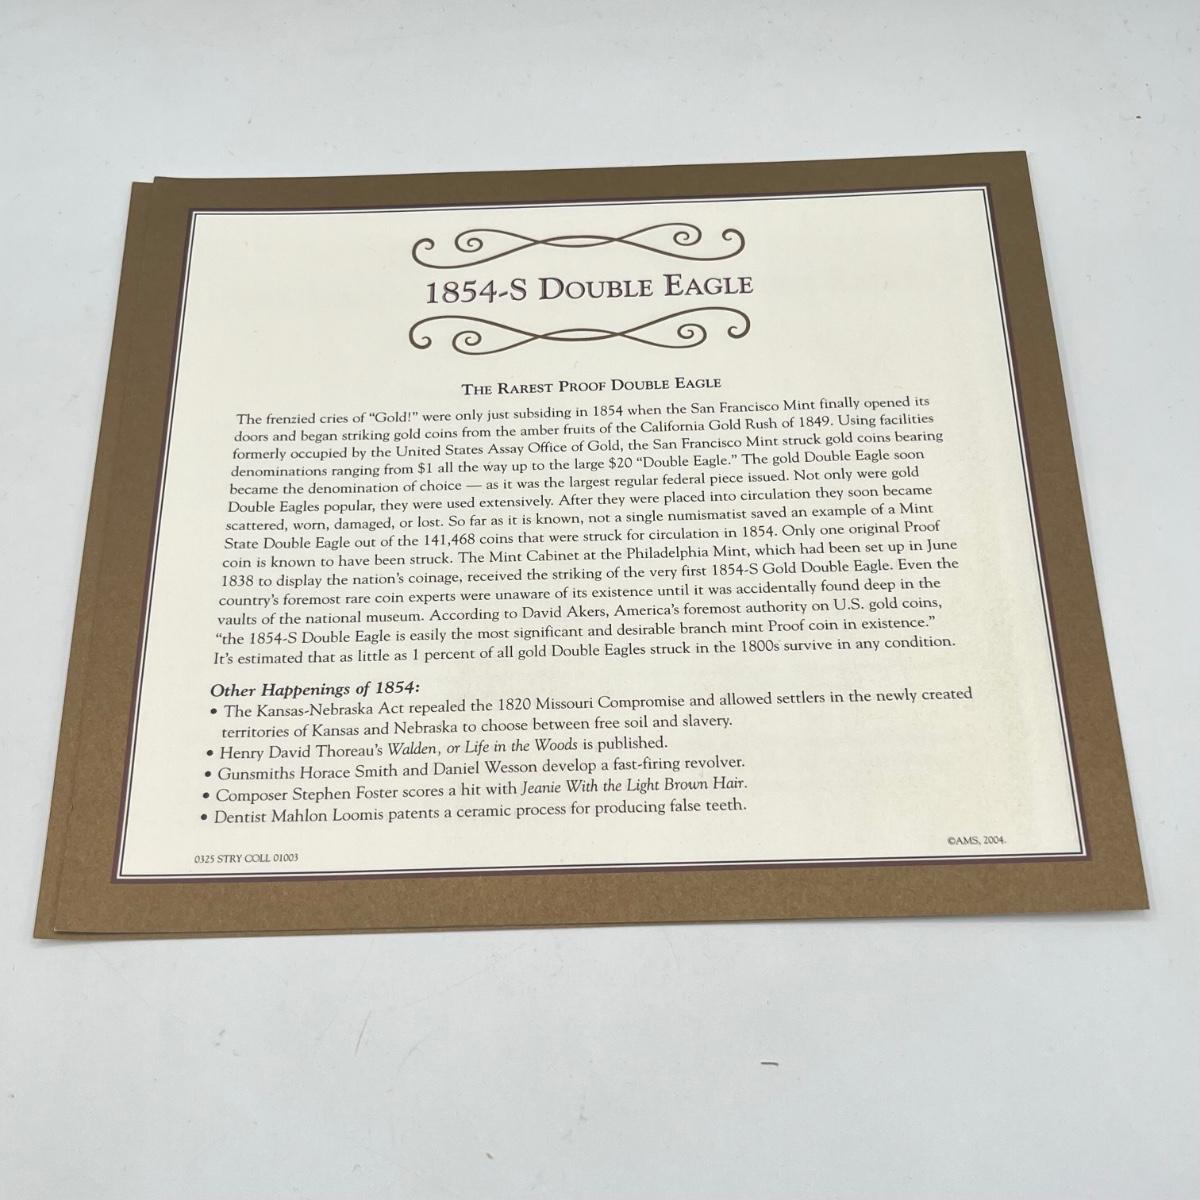 1854-S DOUBLE EAGLE
THE RAREST PROOF DOUBLE EAGLE
The frenzied cries of “Gold!” were only just subsiding in 1854 when the San Francisco Mint finally opened its
doors and began striking gold coins from the amber fruits of the California Gold Rush of 1849. Using facilities
formerly occupied by the United States Assay Office of Gold, the San Francisco Mint struck gold coins bearing
denominations ranging from $1 all the way up to the large $20 “Double Eagle.” The gold Double Eagle soon
became the denomination of choice — as it was the largest regular federal piece issued. Not only were gold
Double Eagles popular, they were used extensively. After they were placed into circulation they soon became
scattered, worn, damaged, or lost. So far as it is known, not a single numismatist saved an example of a Mint
State Double Eagle out of the 141,468 coins that were struck for circulation in 1854. Only one original Proof
coin is known to have been struck. The Mint Cabinet at the Philadelphia Mint, which had been set up in June
1838 to display the nation’s coinage, received the striking of the very first 1854-S Gold Double Eagle. Even the
country’s foremost rare coin experts were unaware of its existence until it was accidentally found deep in the
vaults of the national museum. According to David Akers, America’s foremost authority on U.S. gold coins,
“the 1854-S Double Eagle is easily the most significant and desirable branch mint Proof coin in existence.”
It’s estimated that as little as 1 percent of all gold Double Eagles struck in the 1800s survive in any condition.
Other Happenings of 1854:
• The Kansas-Nebraska Act repealed the 1820 Missouri Compromise and allowed settlers in the newly created
territories of Kansas and Nebraska to choose between free soil and slavery.
• Henry David Thoreau’s Walden, or Life in the Woods is published.
• Gunsmiths Horace Smith and Daniel Wesson develop a fast-firing revolver.
• Composer Stephen Foster scores a hit with Jeanie With the Light Brown Hair.
• Dentist Mahlon Loomis patents a ceramic process for producing false teeth.
0325 STRY COLL 01003
©AMS, 2004.